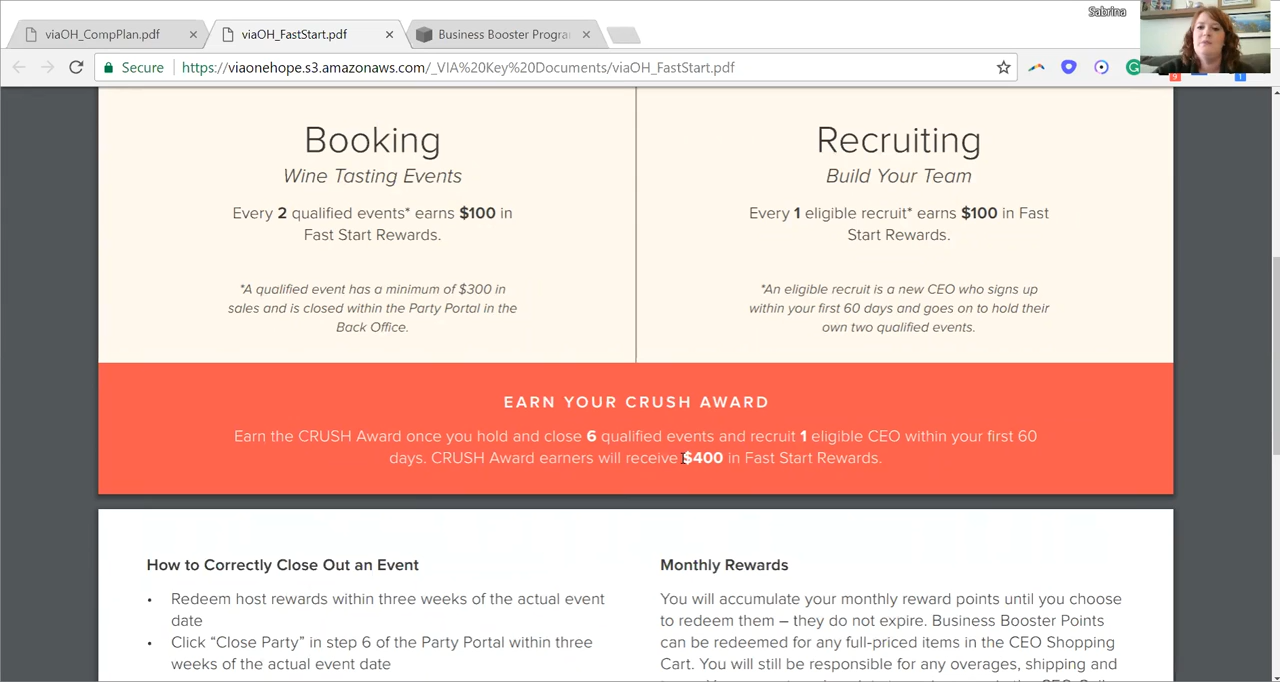 Sabrina
viaOH_CompPlan.pdf
viaOH_FastStart.pdf
Business Booster Progra
Secure
https://viaonehope.s3.amazonaws.com/_VIA%20Key%20Documents/viaOH_FastStart.pdf
Booking
Wine Tasting Events
Every 2 qualified events* earns $100 in
Fast Start Rewards.
*A qualified event has a minimum of $300 in
sales and is closed within the Party Portal in the
Back Office.
Recruiting
Build Your Team
Every 1 eligible recruit* earns $100 in Fast
Start Rewards.
*An eligible recruit is a new CEO who signs up
within your first 60 days and goes on to hold their
own two qualified events.
EARN YOUR CRUSH AWARD
Earn the CRUSH Award once you hold and close 6 qualified events and recruit 1 eligible CEO within your first 60
days. CRUSH Award earners will receive $400 in Fast Start Rewards.
How to Correctly Close Out an Event
• Redeem host rewards within three weeks of the actual event
date
• Click “Close Party” in step 6 of the Party Portal within three
weeks of the actual event date
Monthly Rewards
You will accumulate your monthly reward points until you choose
to redeem them – they do not expire. Business Booster Points
can be redeemed for any full-priced items in the CEO Shopping
Cart. You will still be responsible for any overages, shipping and